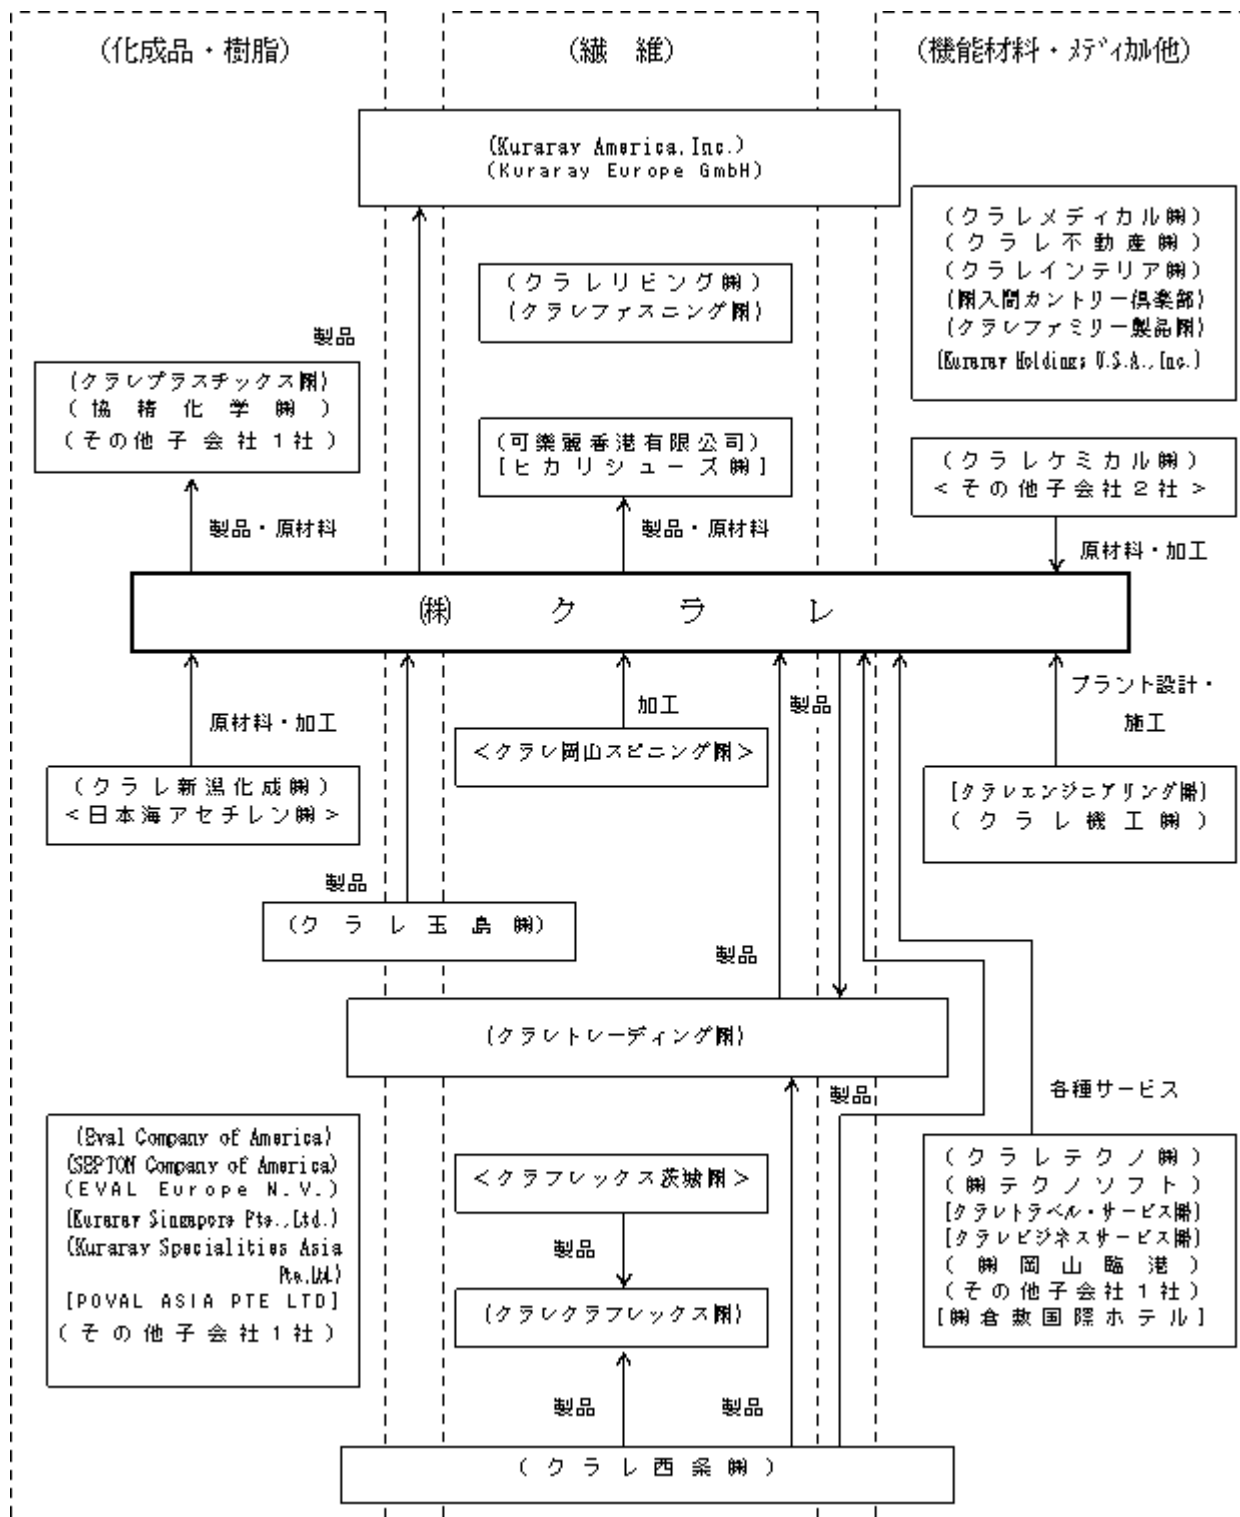 (化成品・樹脂)
(繊　維)
(機能材料・メディカル他)
(Kuraray America, Inc.)
(Kuraray Europe GmbH)
(クラレメディカル㈱)
(クラレ不動産㈱)
(クラレインテリア㈱)
(㈱入間カントリー倶楽部)
(クラレファミリー製品㈱)
(Kuraray Holdings U.S.A., Inc.)
(クラレリビング㈱)
(クラレファスニング㈱)
製品
(クラレプラスチックス㈱)
(協精化学㈱)
(その他子会社1社)
(可樂麗香港有限公司)
[ヒカリシューズ㈱]
(クラレケミカル㈱)
<その他子会社2社>
製品・原材料
製品・原材料
原材料・加工
㈱クラレ
原材料・加工
加工
製品
プラント設計・
施工
(クラレ新潟化成㈱)
<日本海アセチレン㈱>
<クラレ岡山スピニング㈱>
[クラレエンジニアリング㈱]
(クラレ機工㈱)
製品
(クラレ玉島㈱)
製品
(クラレトレーディング㈱)
製品
各種サービス
(Eval Company of America)
(SEPTON Company of America)
(EVAL Europe N.V.)
(Kuraray Singapore Pte., Ltd.)
(Kuraray Specialities Asia
Pte.,Ltd.)
[POVAL ASIA PTE LTD]
(その他子会社1社)
<クラフレックス茨城㈱>
製品
(クラレクラフレックス㈱)
(クラレテクノ㈱)
(㈱テクノソフト)
[クラレトラベル・サービス㈱]
[クラレビジネスサービス㈱]
(㈱岡山臨港)
(その他子会社1社)
[㈱倉敷国際ホテル]
製品
製品
(クラレ西条㈱)